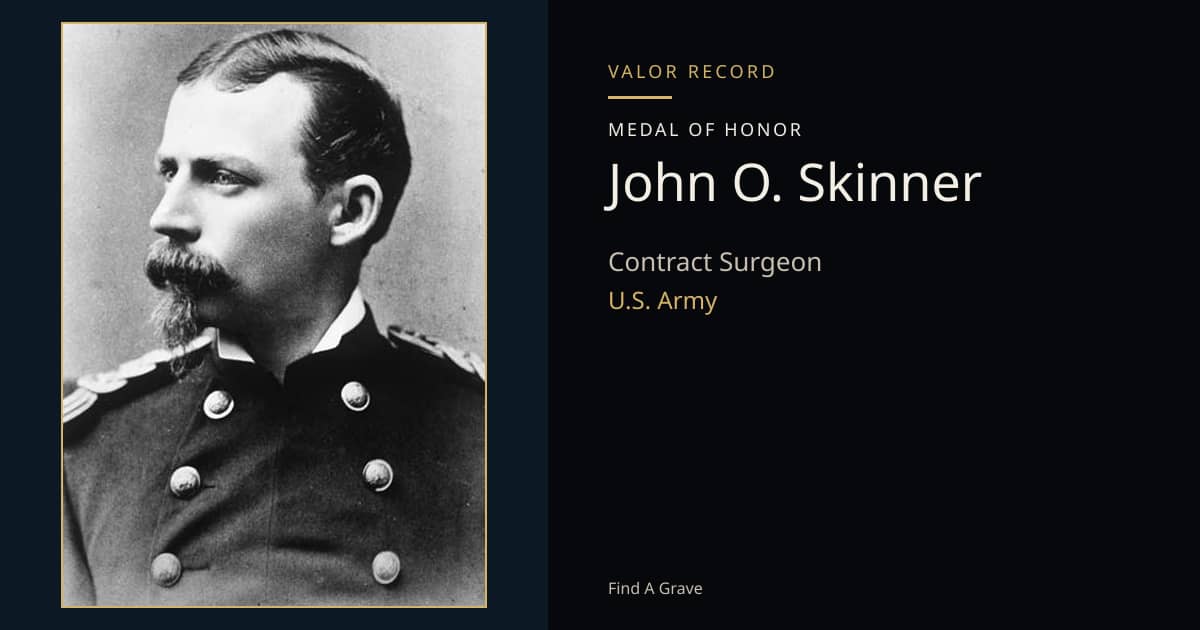 VALOR RECORD
MEDAL OF HONOR
John O. Skinner
Contract Surgeon
U.S. Army
Find A Grave